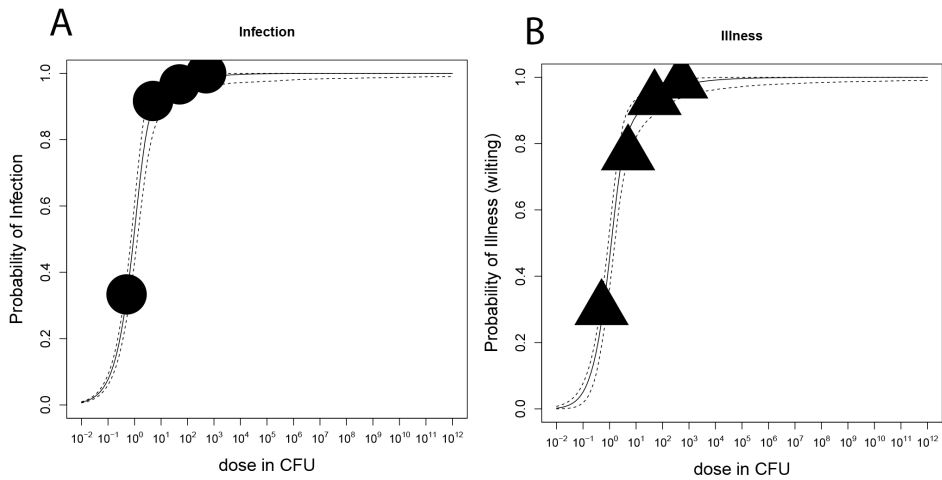 A
Infection
Probability of Infection
1.0
0.8
0.6
0.4
0.2
0.0
10⁻² 10⁻¹ 10⁰ 10¹ 10² 10³ 10⁴ 10⁵ 10⁶ 10⁷ 10⁸ 10⁹ 10¹⁰ 10¹¹ 10¹²
dose in CFU
B
Illness
Probability of Illness (wilting)
1.0
0.8
0.6
0.4
0.2
0.0
10⁻² 10⁻¹ 10⁰ 10¹ 10² 10³ 10⁴ 10⁵ 10⁶ 10⁷ 10⁸ 10⁹ 10¹⁰ 10¹¹ 10¹²
dose in CFU